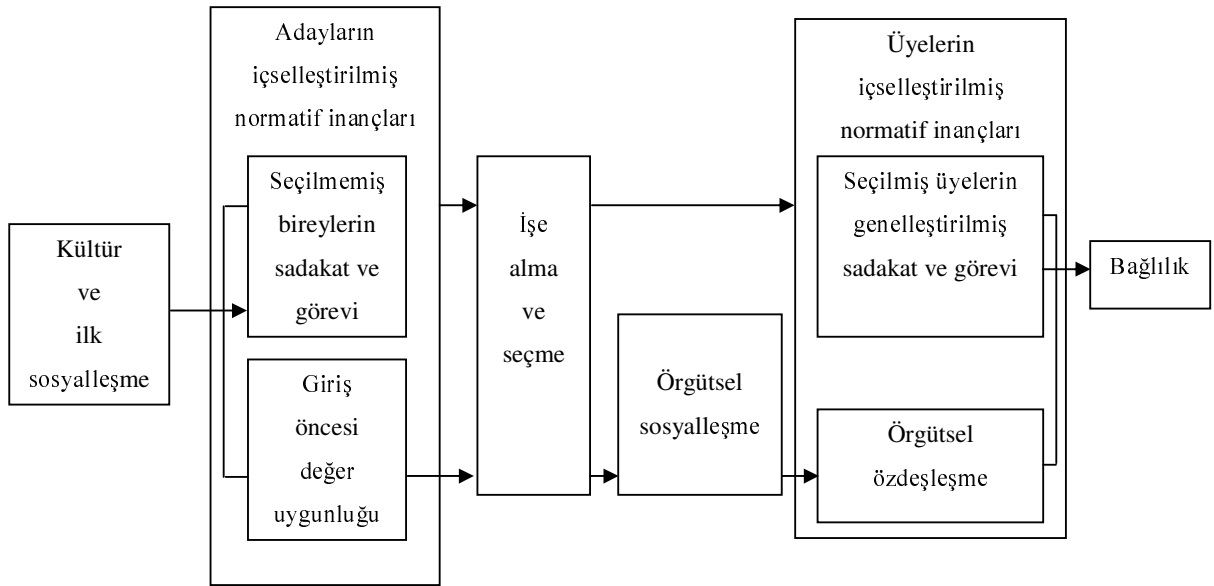 Kültür
ve
ilk
sosyalleşme
Adayların
içselleştirilmiş
normatif inançları
Seçilmemiş
bireylerin
sadakat ve
görevi
Giriş
öncesi
değer
uygunluğu
İşe
alma
ve
seçme
Örgütsel
sosyalleşme
Üyelerin
içselleştirilmiş
normatif inançları
Seçilmiş üyelerin
genelleştirilmiş
sadakat ve görevi
Örgütsel
özdeşleşme
Bağlılık